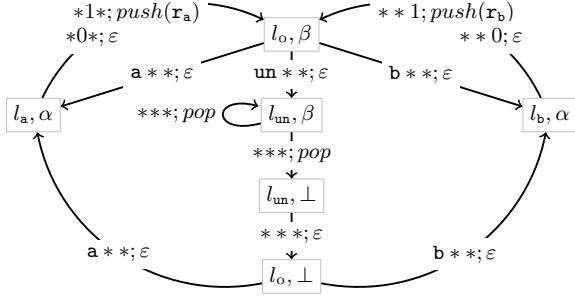 ∗1∗; push(r_a)
∗0∗; ε
∗ ∗ 1; push(r_b)
∗ ∗ 0; ε
l_o, β
a ∗ ∗; ε
un ∗ ∗; ε
b ∗ ∗; ε
l_a, α
∗∗∗; pop
l_un, β
l_b, α
∗∗∗; pop
l_un, ⊥
∗ ∗ ∗; ε
a ∗ ∗; ε
b ∗ ∗; ε
l_o, ⊥